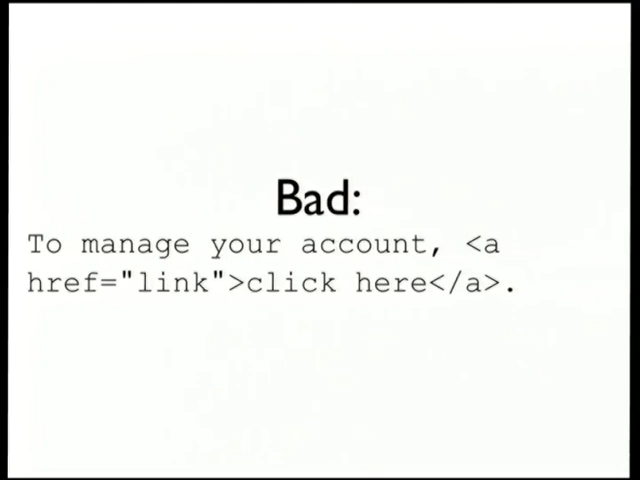 Bad:
To manage your account, <a
href="link">click here</a>.